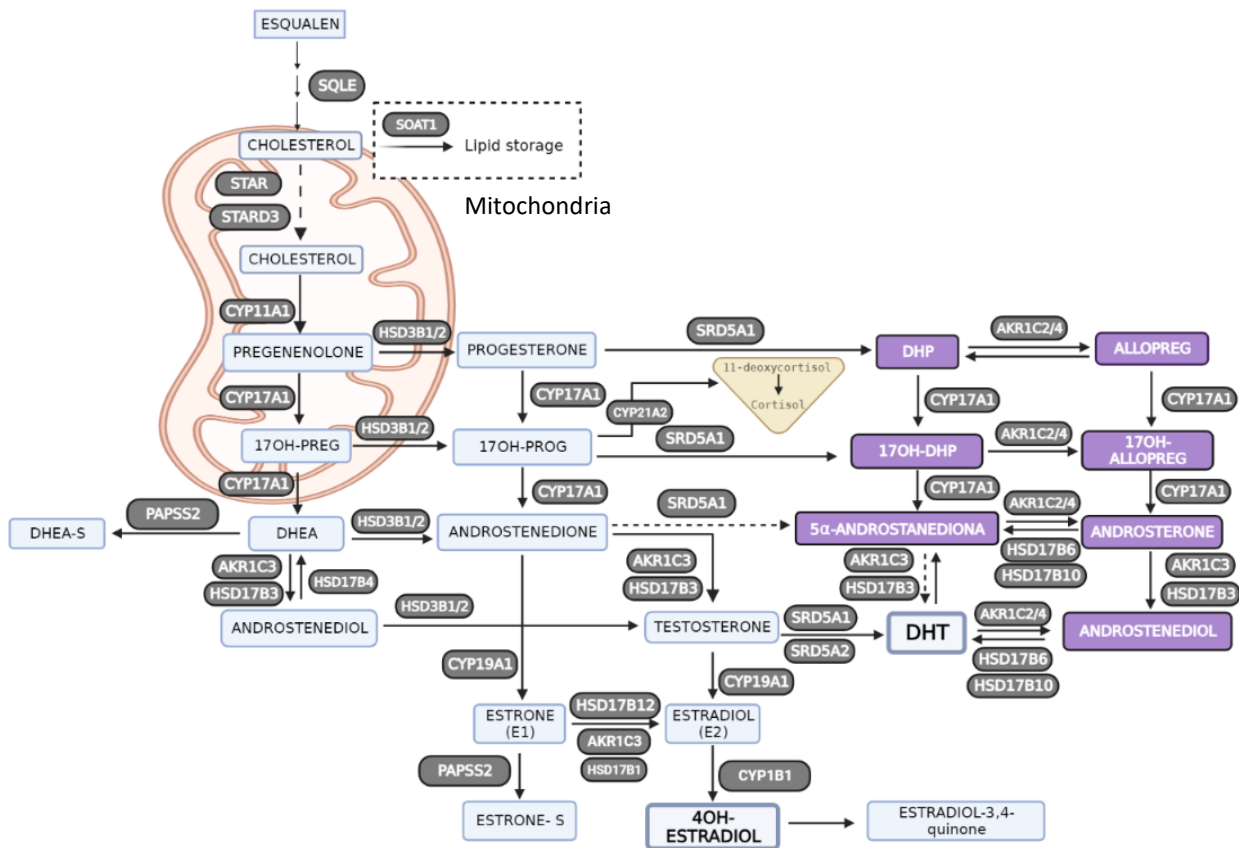 ESQUALEN
SQLE
CHOLESTEROL
SOAT1
Lipid storage
STAR
STARD3
Mitochondria
CHOLESTEROL
CYP11A1
HSD3B1/2
SRD5A1
AKR1C2/4
PREGENENOLONE
PROGESTERONE
DHP
ALLOPREG
11-deoxycortisol
Cortisol
CYP17A1
CYP17A1
CYP21A2
CYP17A1
CYP17A1
HSD3B1/2
SRD5A1
AKR1C2/4
17OH-PREG
17OH-PROG
17OH-DHP
17OH-
ALLOPREG
CYP17A1
CYP17A1
CYP17A1
CYP17A1
PAPSS2
HSD3B1/2
SRD5A1
AKR1C2/4
DHEA-S
DHEA
ANDROSTENEDIONE
5α-ANDROSTANEDIONA
ANDROSTERONE
HSD17B6
HSD17B10
AKR1C3
HSD17B3
HSD17B4
AKR1C3
HSD17B3
AKR1C3
HSD17B3
AKR1C3
HSD17B3
HSD3B1/2
SRD5A1
SRD5A2
AKR1C2/4
ANDROSTENEDIOL
TESTOSTERONE
DHT
ANDROSTENEDIOL
HSD17B6
HSD17B10
CYP19A1
CYP19A1
ESTRONE
(E1)
HSD17B12
AKR1C3
HSD17B1
ESTRADIOL
(E2)
PAPSS2
CYP1B1
ESTRONE- S
4OH-
ESTRADIOL
ESTRADIOL-3,4-
quinone